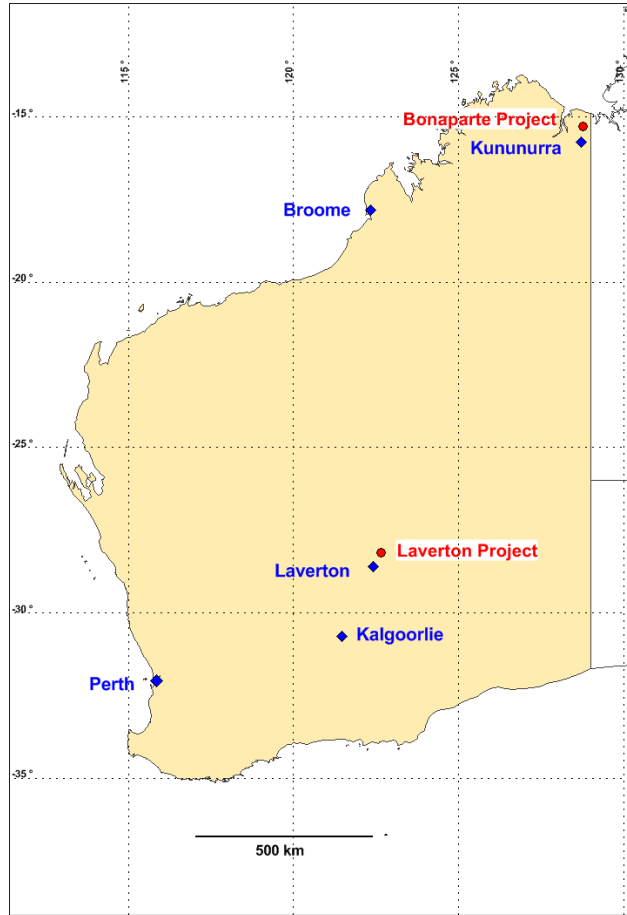 115°
120°
125°
130°
-15°
Bonaparte Project
Kununurra
Broome
-20°
-25°
Laverton Project
Laverton
-30°
Kalgoorlie
Perth
-35°
500 km